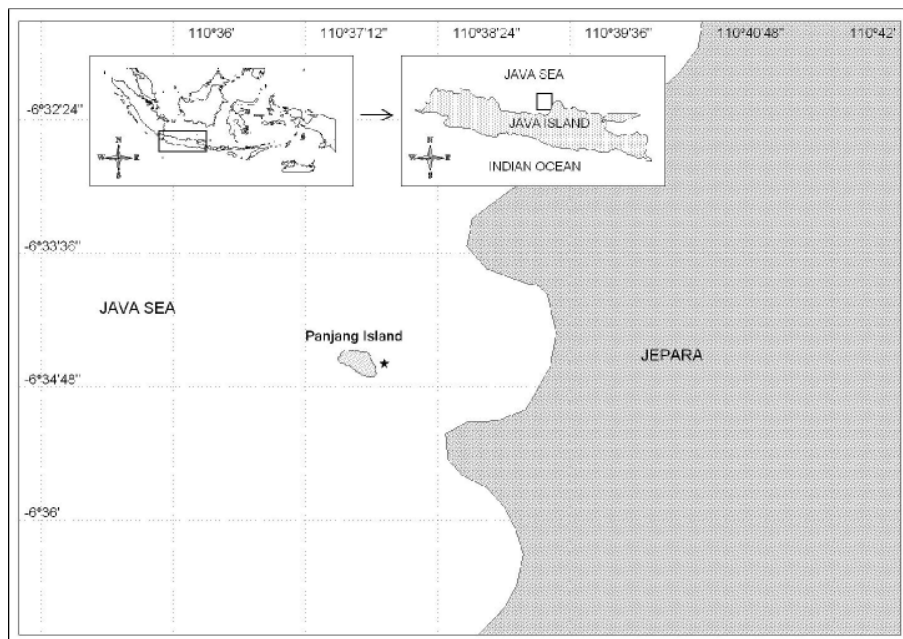 110°36' 110°37'12" 110°38'24" 110°39'36" 110°40'48" 110°42'
JAVA SEA
-6°32'24"
JAVA ISLAND
N
W E
S
N
W E
S
INDIAN OCEAN
-6°33'36"
JAVA SEA
Panjang Island
JEPARA
-6°34'48"
-6°36'